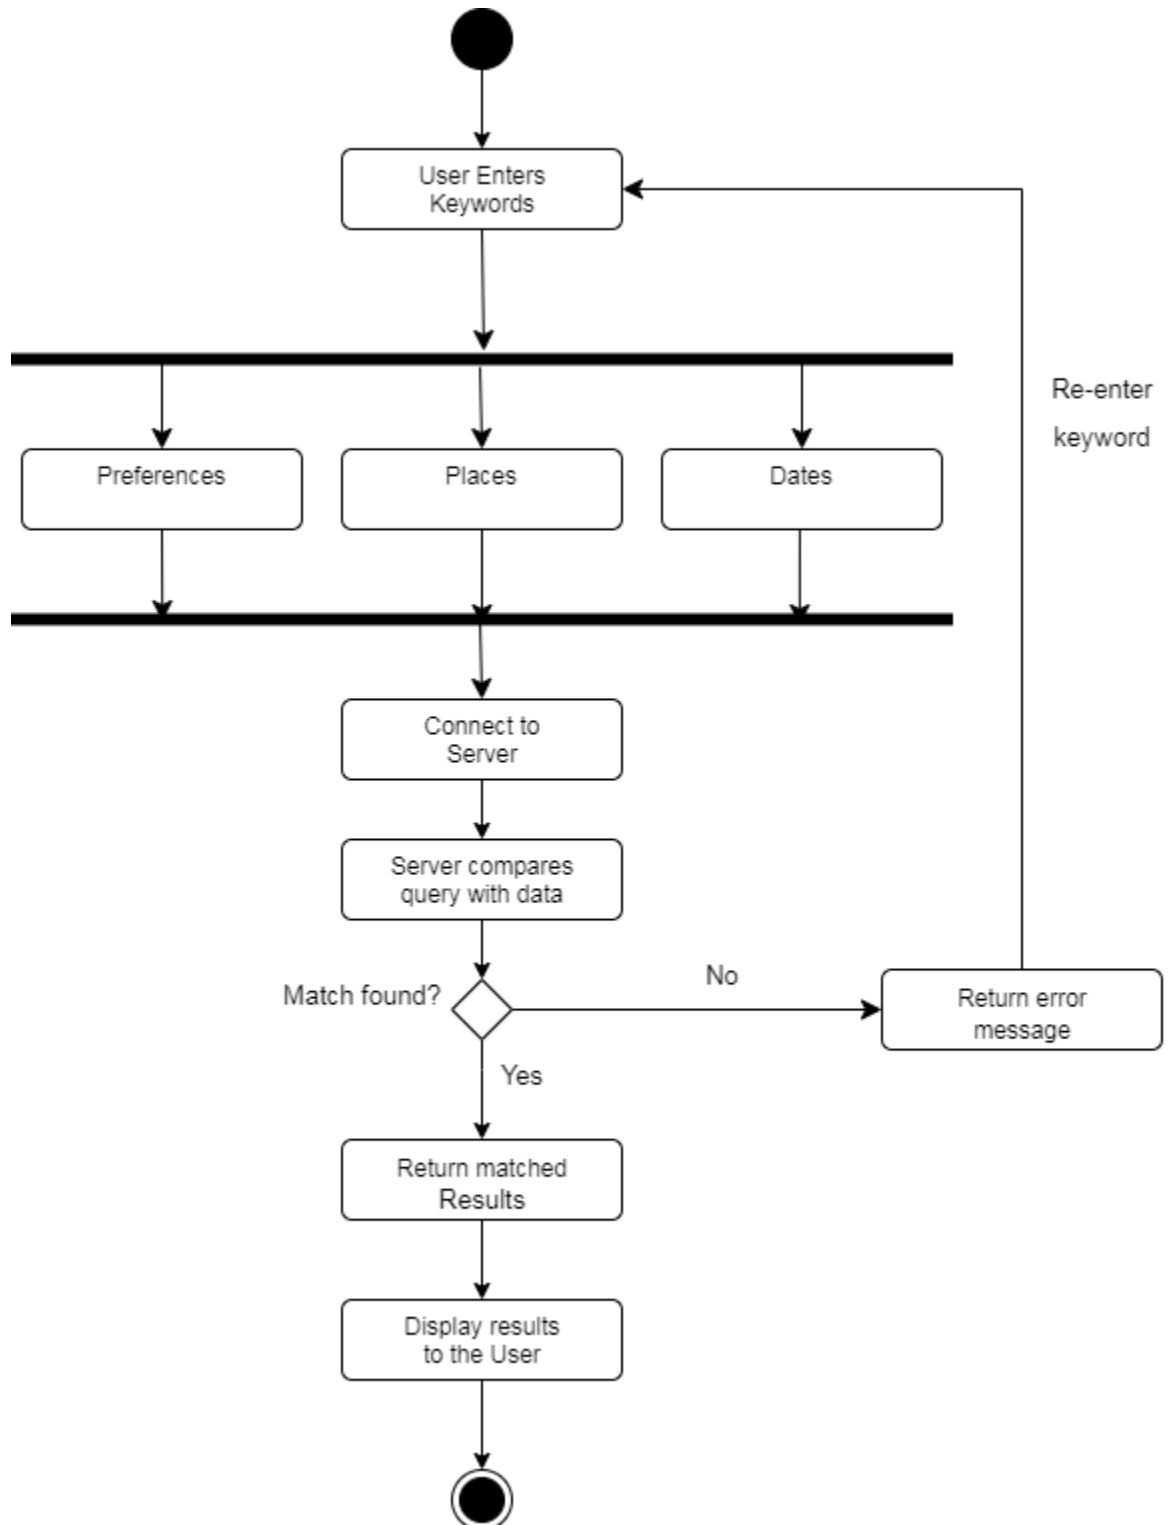 User Enters
Keywords
Re-enter
keyword
Preferences
Places
Dates
Connect to
Server
Server compares
query with data
Match found?
No
Return error
message
Yes
Return matched
Results
Display results
to the User